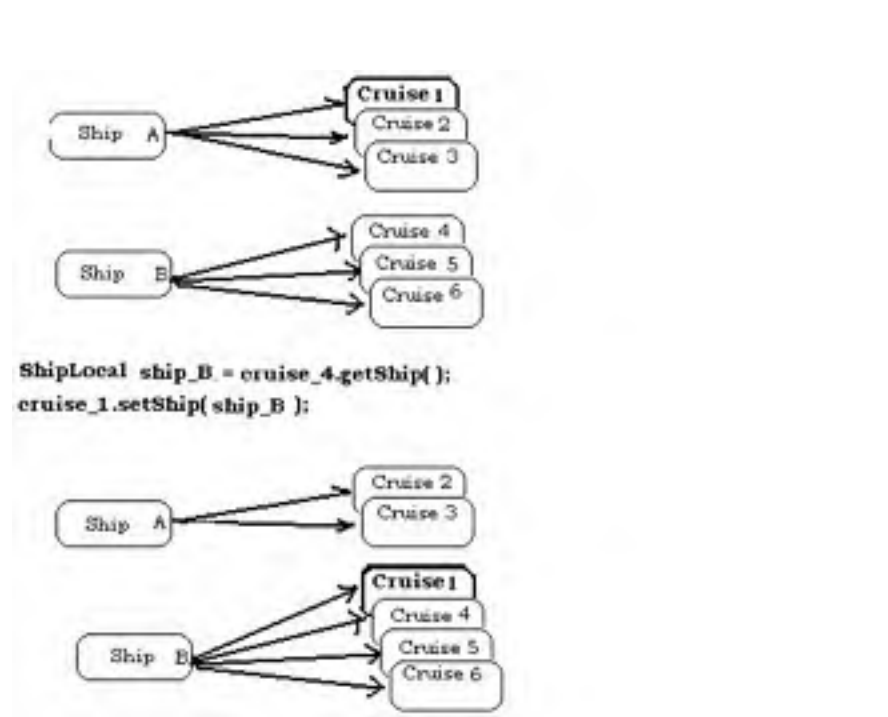 Cruise 1
Cruise 2
Ship A
Cruise 3
Cruise 4
Cruise 5
Ship B
Cruise 6
ShipLocal ship_B = cruise_4.getShip( );
cruise_1.setShip( ship_B );
Cruise 2
Cruise 3
Ship A
Cruise 1
Cruise 4
Cruise 5
Ship B
Cruise 6